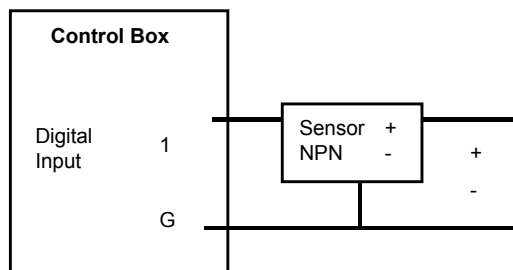 Control Box
Digital
Input
1
G
Sensor +
NPN -
+
-